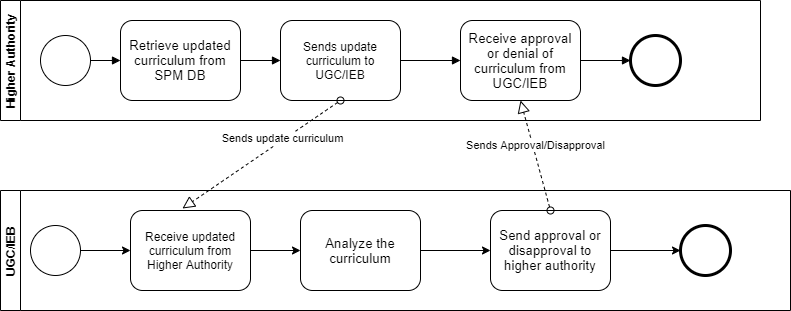 Higher Authority
Retrieve updated
curriculum from
SPM DB
Sends update
curriculum to
UGC/IEB
Receive approval
or denial of
curriculum from
UGC/IEB
Sends update curriculum
Sends Approval/Disapproval
UGC/IEB
Receive updated
curriculum from
Higher Authority
Analyze the
curriculum
Send approval or
disapproval to
higher authority